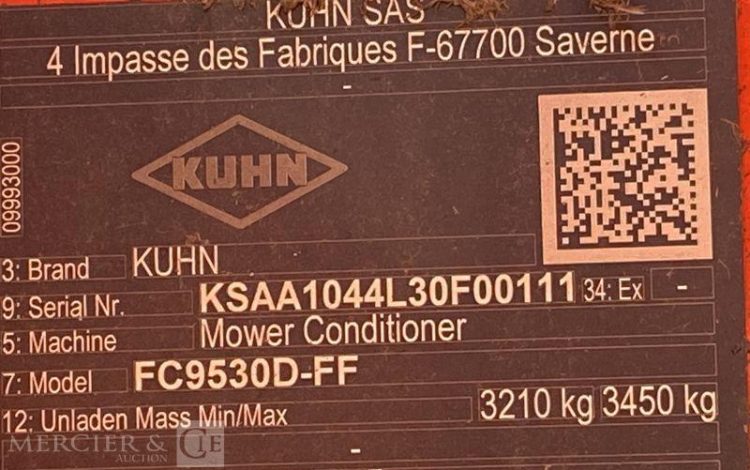 KUHN SAS
4 Impasse des Fabriques F-67700 Saverne
-
09993000
KUHN
3: Brand KUHN
9: Serial Nr. KSAA1044L30F00111 34: Ex -
5: Machine Mower Conditioner
7: Model FC9530D-FF
12: Unladen Mass Min/Max 3210 kg 3450 kg
MERCIER & CIE
AUCTION
-